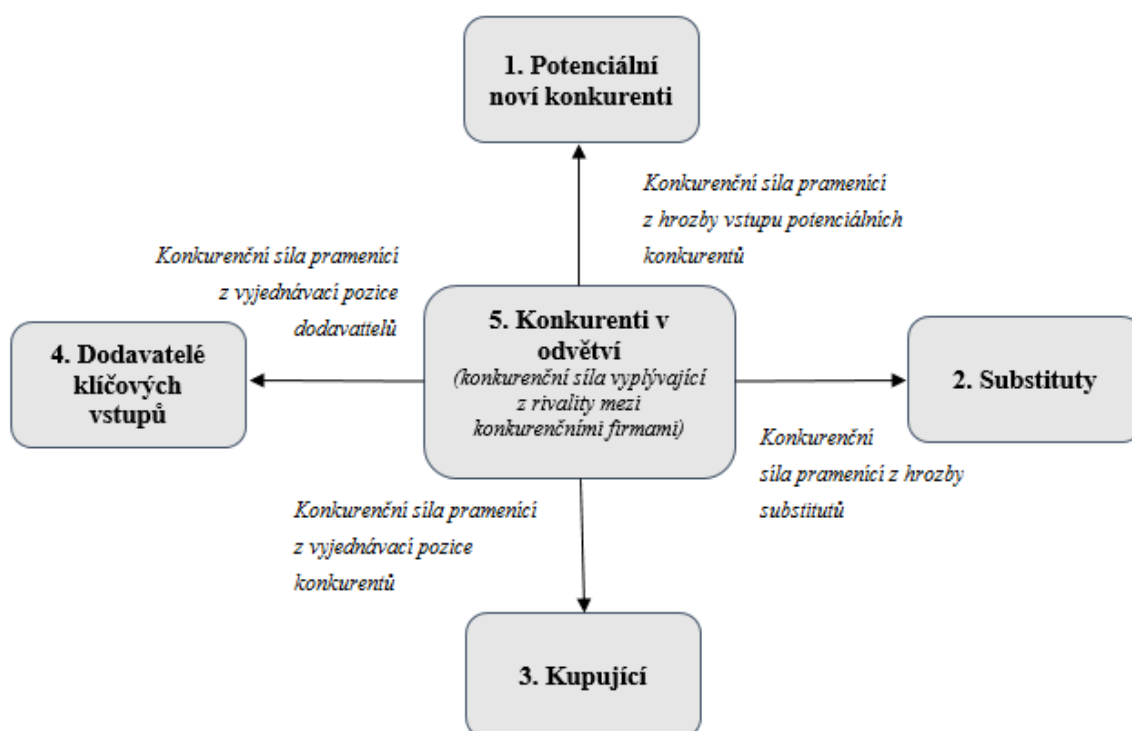 1. Potenciální
noví konkurenti
Konkurenční síla pramenící
z hrozby vstupu potenciálních
konkurentů
Konkurenční síla pramenící
z vyjednávací pozice
dodavattelů
5. Konkurenti v
odvětví
(konkurenční síla vyplývající
z rivality mezi
konkurenčními firmami)
4. Dodavatelé
klíčových
vstupů
2. Substituty
Konkurenční
síla pramenící z hrozby
substitutů
Konkurenční síla pramenící
z vyjednávací pozice
konkurentů
3. Kupující